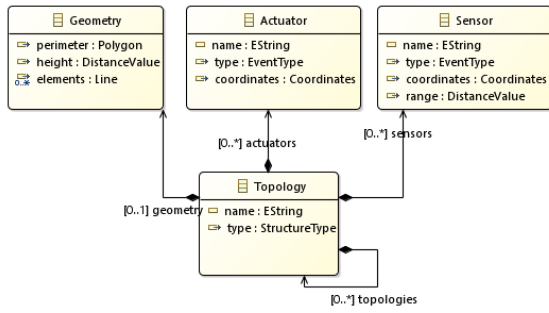 Geometry
perimeter : Polygon
height : DistanceValue
elements : Line
0..*
Actuator
name : EString
type : EventType
coordinates : Coordinates
Sensor
name : EString
type : EventType
coordinates : Coordinates
range : DistanceValue
[0..*] actuators
[0..*] sensors
[0..1] geometry
Topology
name : EString
type : StructureType
[0..*] topologies